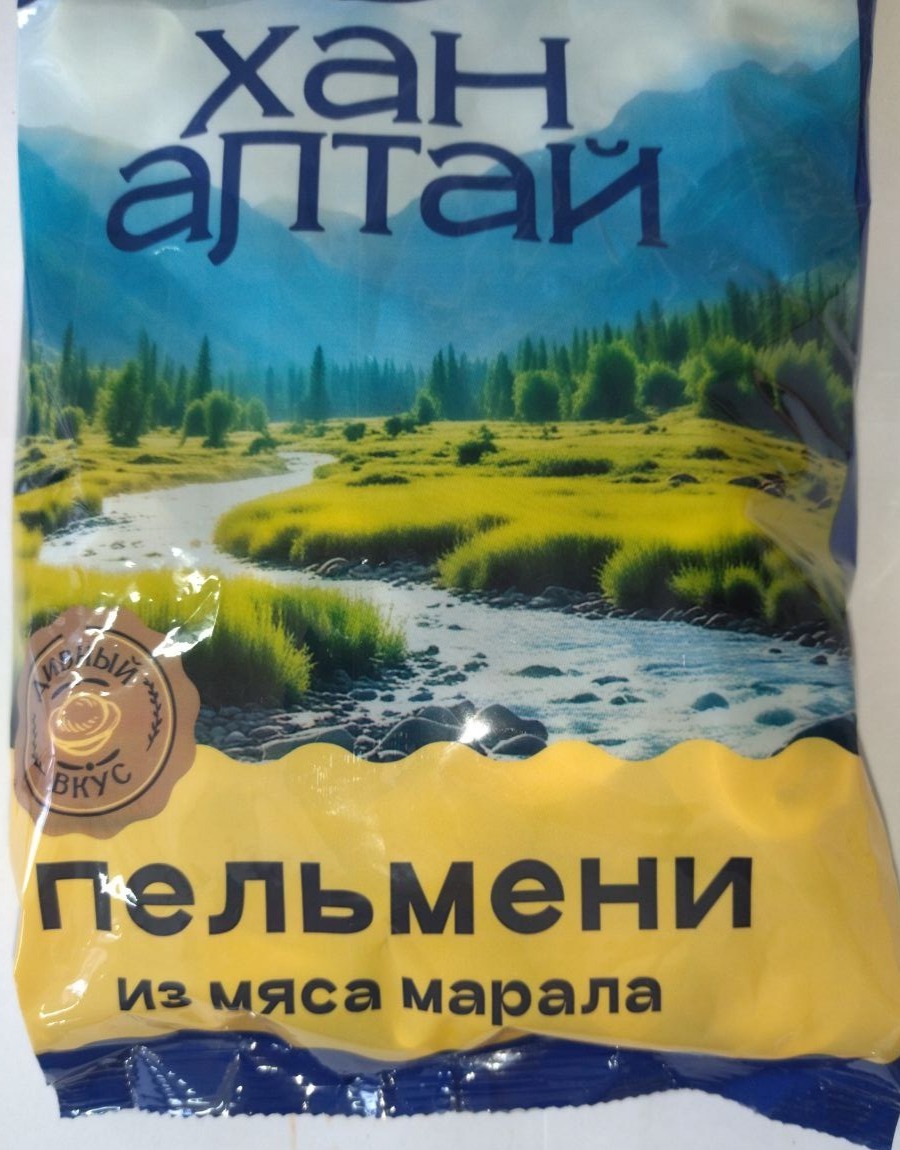 хан
алтай
ДИВНЫЙ
ВКУС
пельмени
из мяса марала